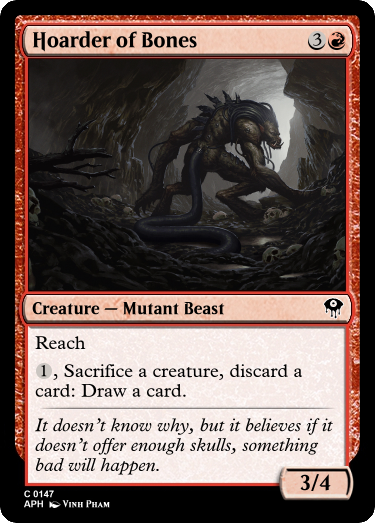 Hoarder of Bones 3
Creature — Mutant Beast
Reach
1, Sacrifice a creature, discard a
card: Draw a card.
It doesn't know why, but it believes if it
doesn't offer enough skulls, something
bad will happen.
3/4
C 0147
APH VINH PHAM